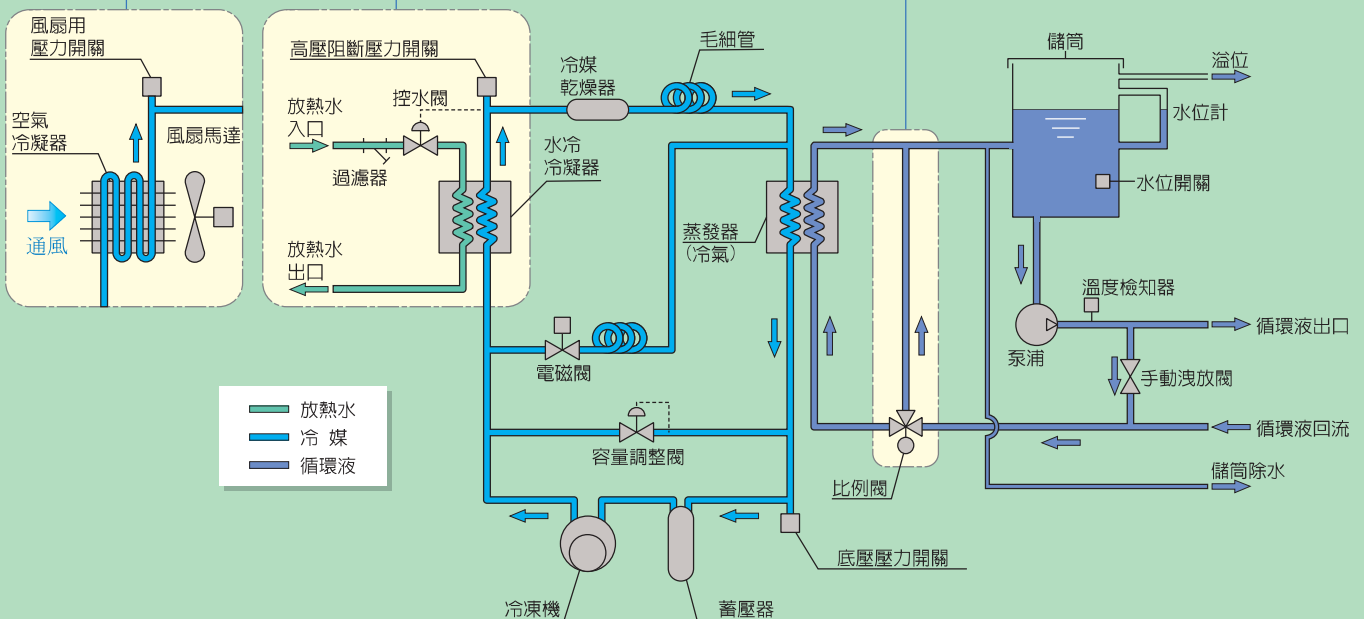 風扇用
壓力開關
空氣
冷凝器
風扇馬達
通風
高壓阻斷壓力開關
放熱水
入口
控水閥
過濾器
水冷
冷凝器
放熱水
出口
冷媒
乾燥器
毛細管
蒸發器
（冷氣）
電磁閥
容量調整閥
放熱水
冷 媒
循環液
冷凍機
蓄壓器
底壓壓力開關
比例閥
儲筒
溢位
水位計
水位開關
溫度檢知器
泵浦
循環液出口
手動洩放閥
循環液回流
儲筒除水